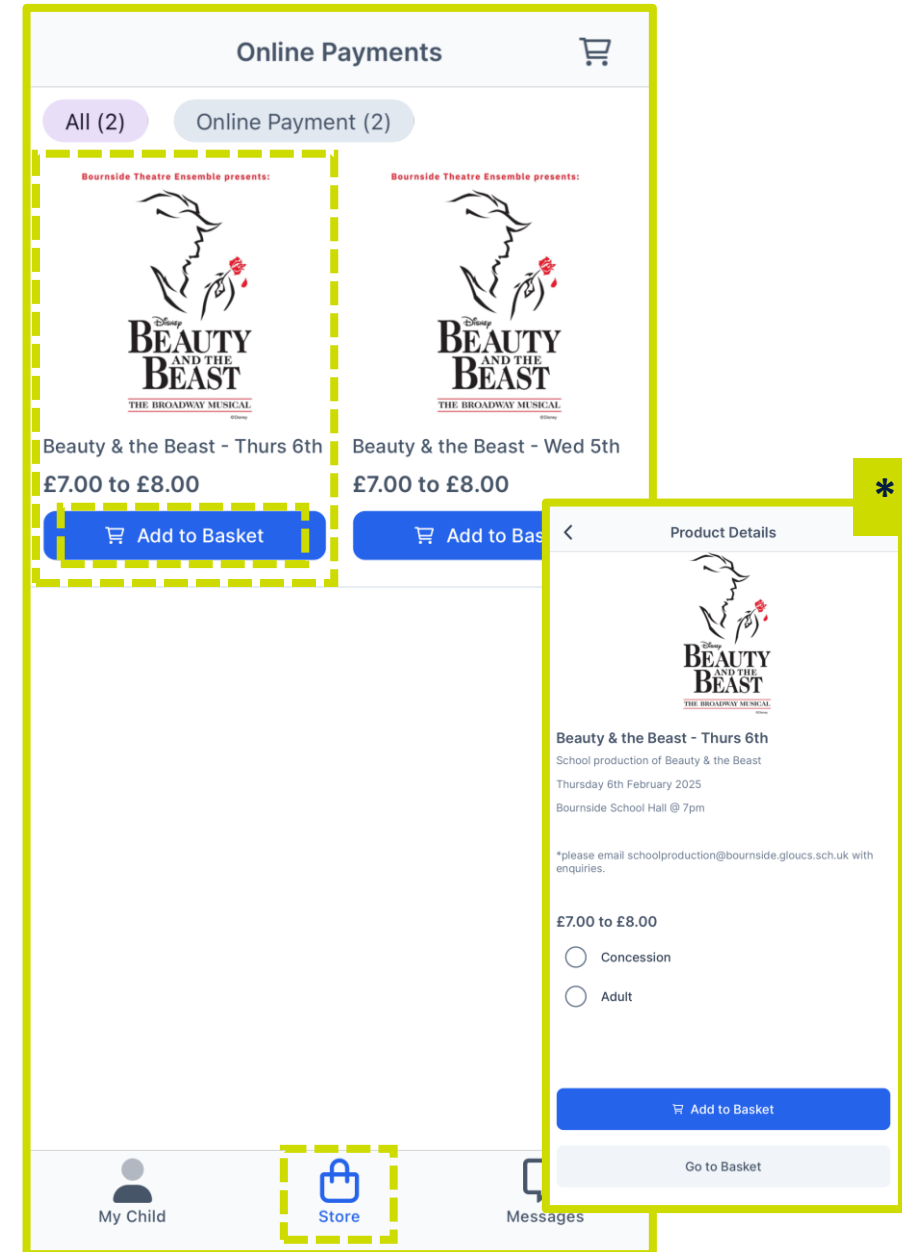 Online Payments
All (2)
Online Payment (2)
Bournside Theatre Ensemble presents:
Disney
BEAUTY
AND THE
BEAST
THE BROADWAY MUSICAL
©Disney
Beauty & the Beast - Thurs 6th
£7.00 to £8.00
Add to Basket
Bournside Theatre Ensemble presents:
Disney
BEAUTY
AND THE
BEAST
THE BROADWAY MUSICAL
©Disney
Beauty & the Beast - Wed 5th
£7.00 to £8.00
Add to Bas
*
Product Details
Disney
BEAUTY
AND THE
BEAST
THE BROADWAY MUSICAL
©Disney
Beauty & the Beast - Thurs 6th
School production of Beauty & the Beast
Thursday 6th February 2025
Bournside School Hall @ 7pm
*please email schoolproduction@bournside.gloucs.sch.uk with
enquiries.
£7.00 to £8.00
Concession
Adult
Add to Basket
Go to Basket
My Child
Store
Messages